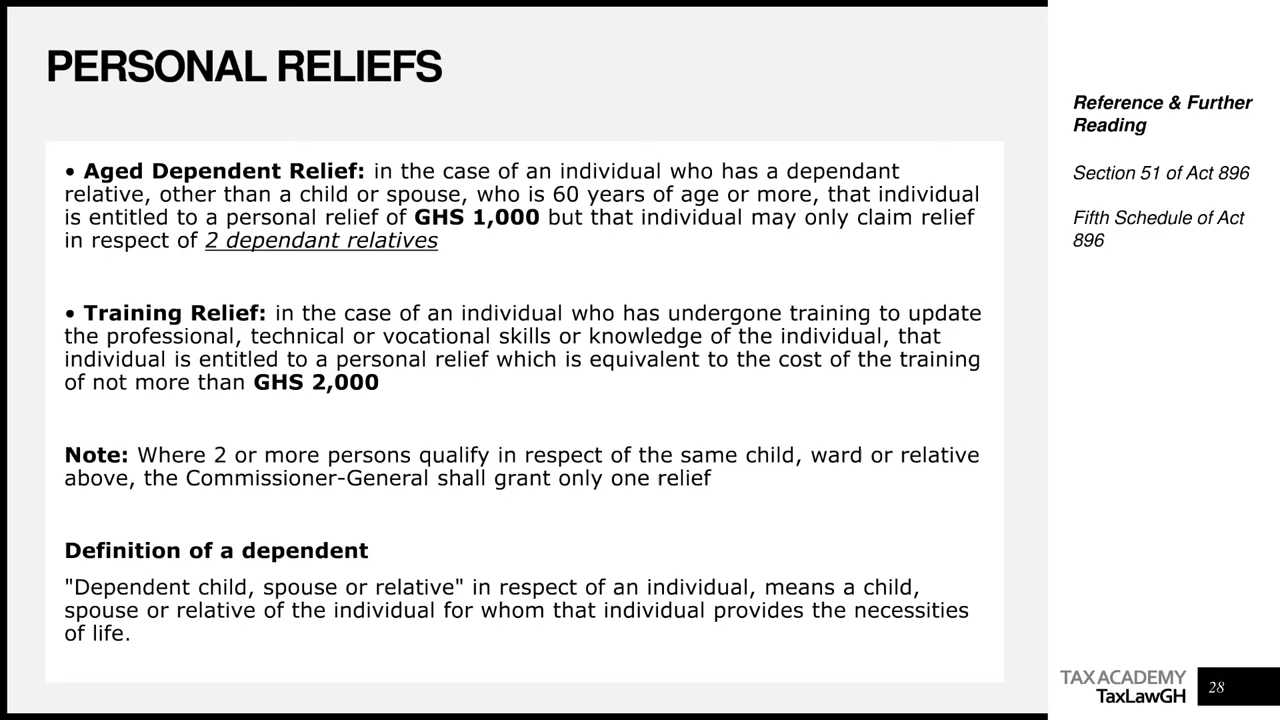 PERSONAL RELIEFS
• Aged Dependent Relief: in the case of an individual who has a dependant
relative, other than a child or spouse, who is 60 years of age or more, that individual
is entitled to a personal relief of GHS 1,000 but that individual may only claim relief
in respect of 2 dependant relatives
• Training Relief: in the case of an individual who has undergone training to update
the professional, technical or vocational skills or knowledge of the individual, that
individual is entitled to a personal relief which is equivalent to the cost of the training
of not more than GHS 2,000
Note: Where 2 or more persons qualify in respect of the same child, ward or relative
above, the Commissioner-General shall grant only one relief
Definition of a dependent
"Dependent child, spouse or relative" in respect of an individual, means a child,
spouse or relative of the individual for whom that individual provides the necessities
of life.
Reference & Further
Reading
Section 51 of Act 896
Fifth Schedule of Act
896
TAX ACADEMY
TaxLawGH
28